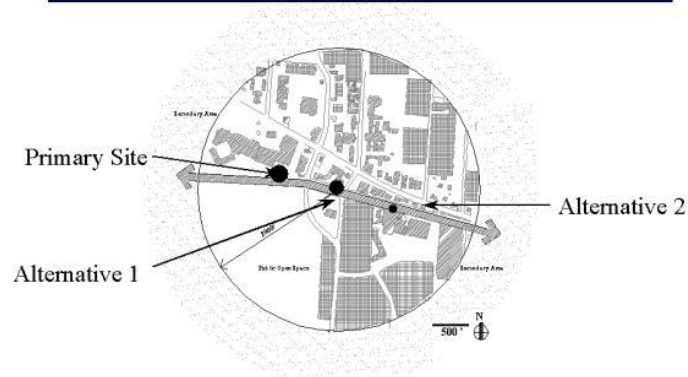 Secondary Area
Primary Site
Alternative 2
Alternative 1
Public Open Space
Secondary Area
N
500 '